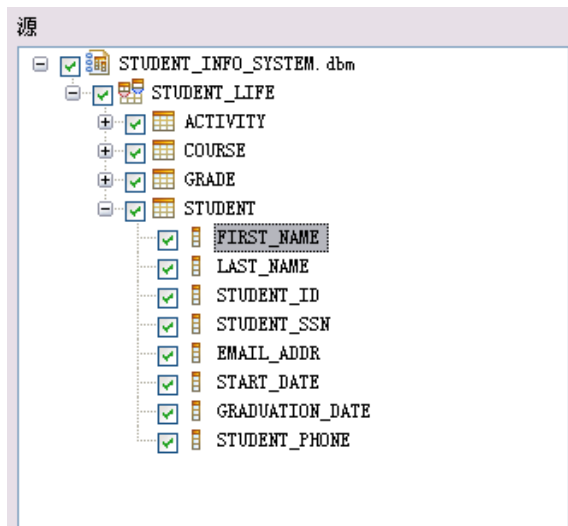 源
STUDENT_INFO_SYSTEM.dbm
STUDENT_LIFE
ACTIVITY
COURSE
GRADE
STUDENT
FIRST_NAME
LAST_NAME
STUDENT_ID
STUDENT_SSN
EMAIL_ADDR
START_DATE
GRADUATION_DATE
STUDENT_PHONE